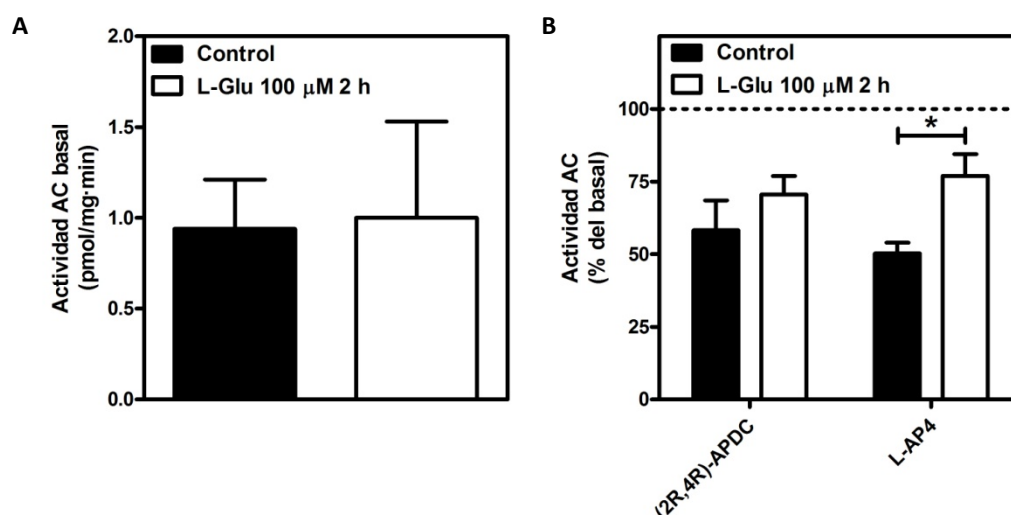 A
Actividad AC basal
(pmol/mg·min)
2.0
1.5
1.0
0.5
0.0
Control
L-Glu 100 μM 2 h
B
Actividad AC
(% del basal)
100
75
50
25
0
Control
L-Glu 100 μM 2 h
*
(2R,4R)-APDC
L-AP4